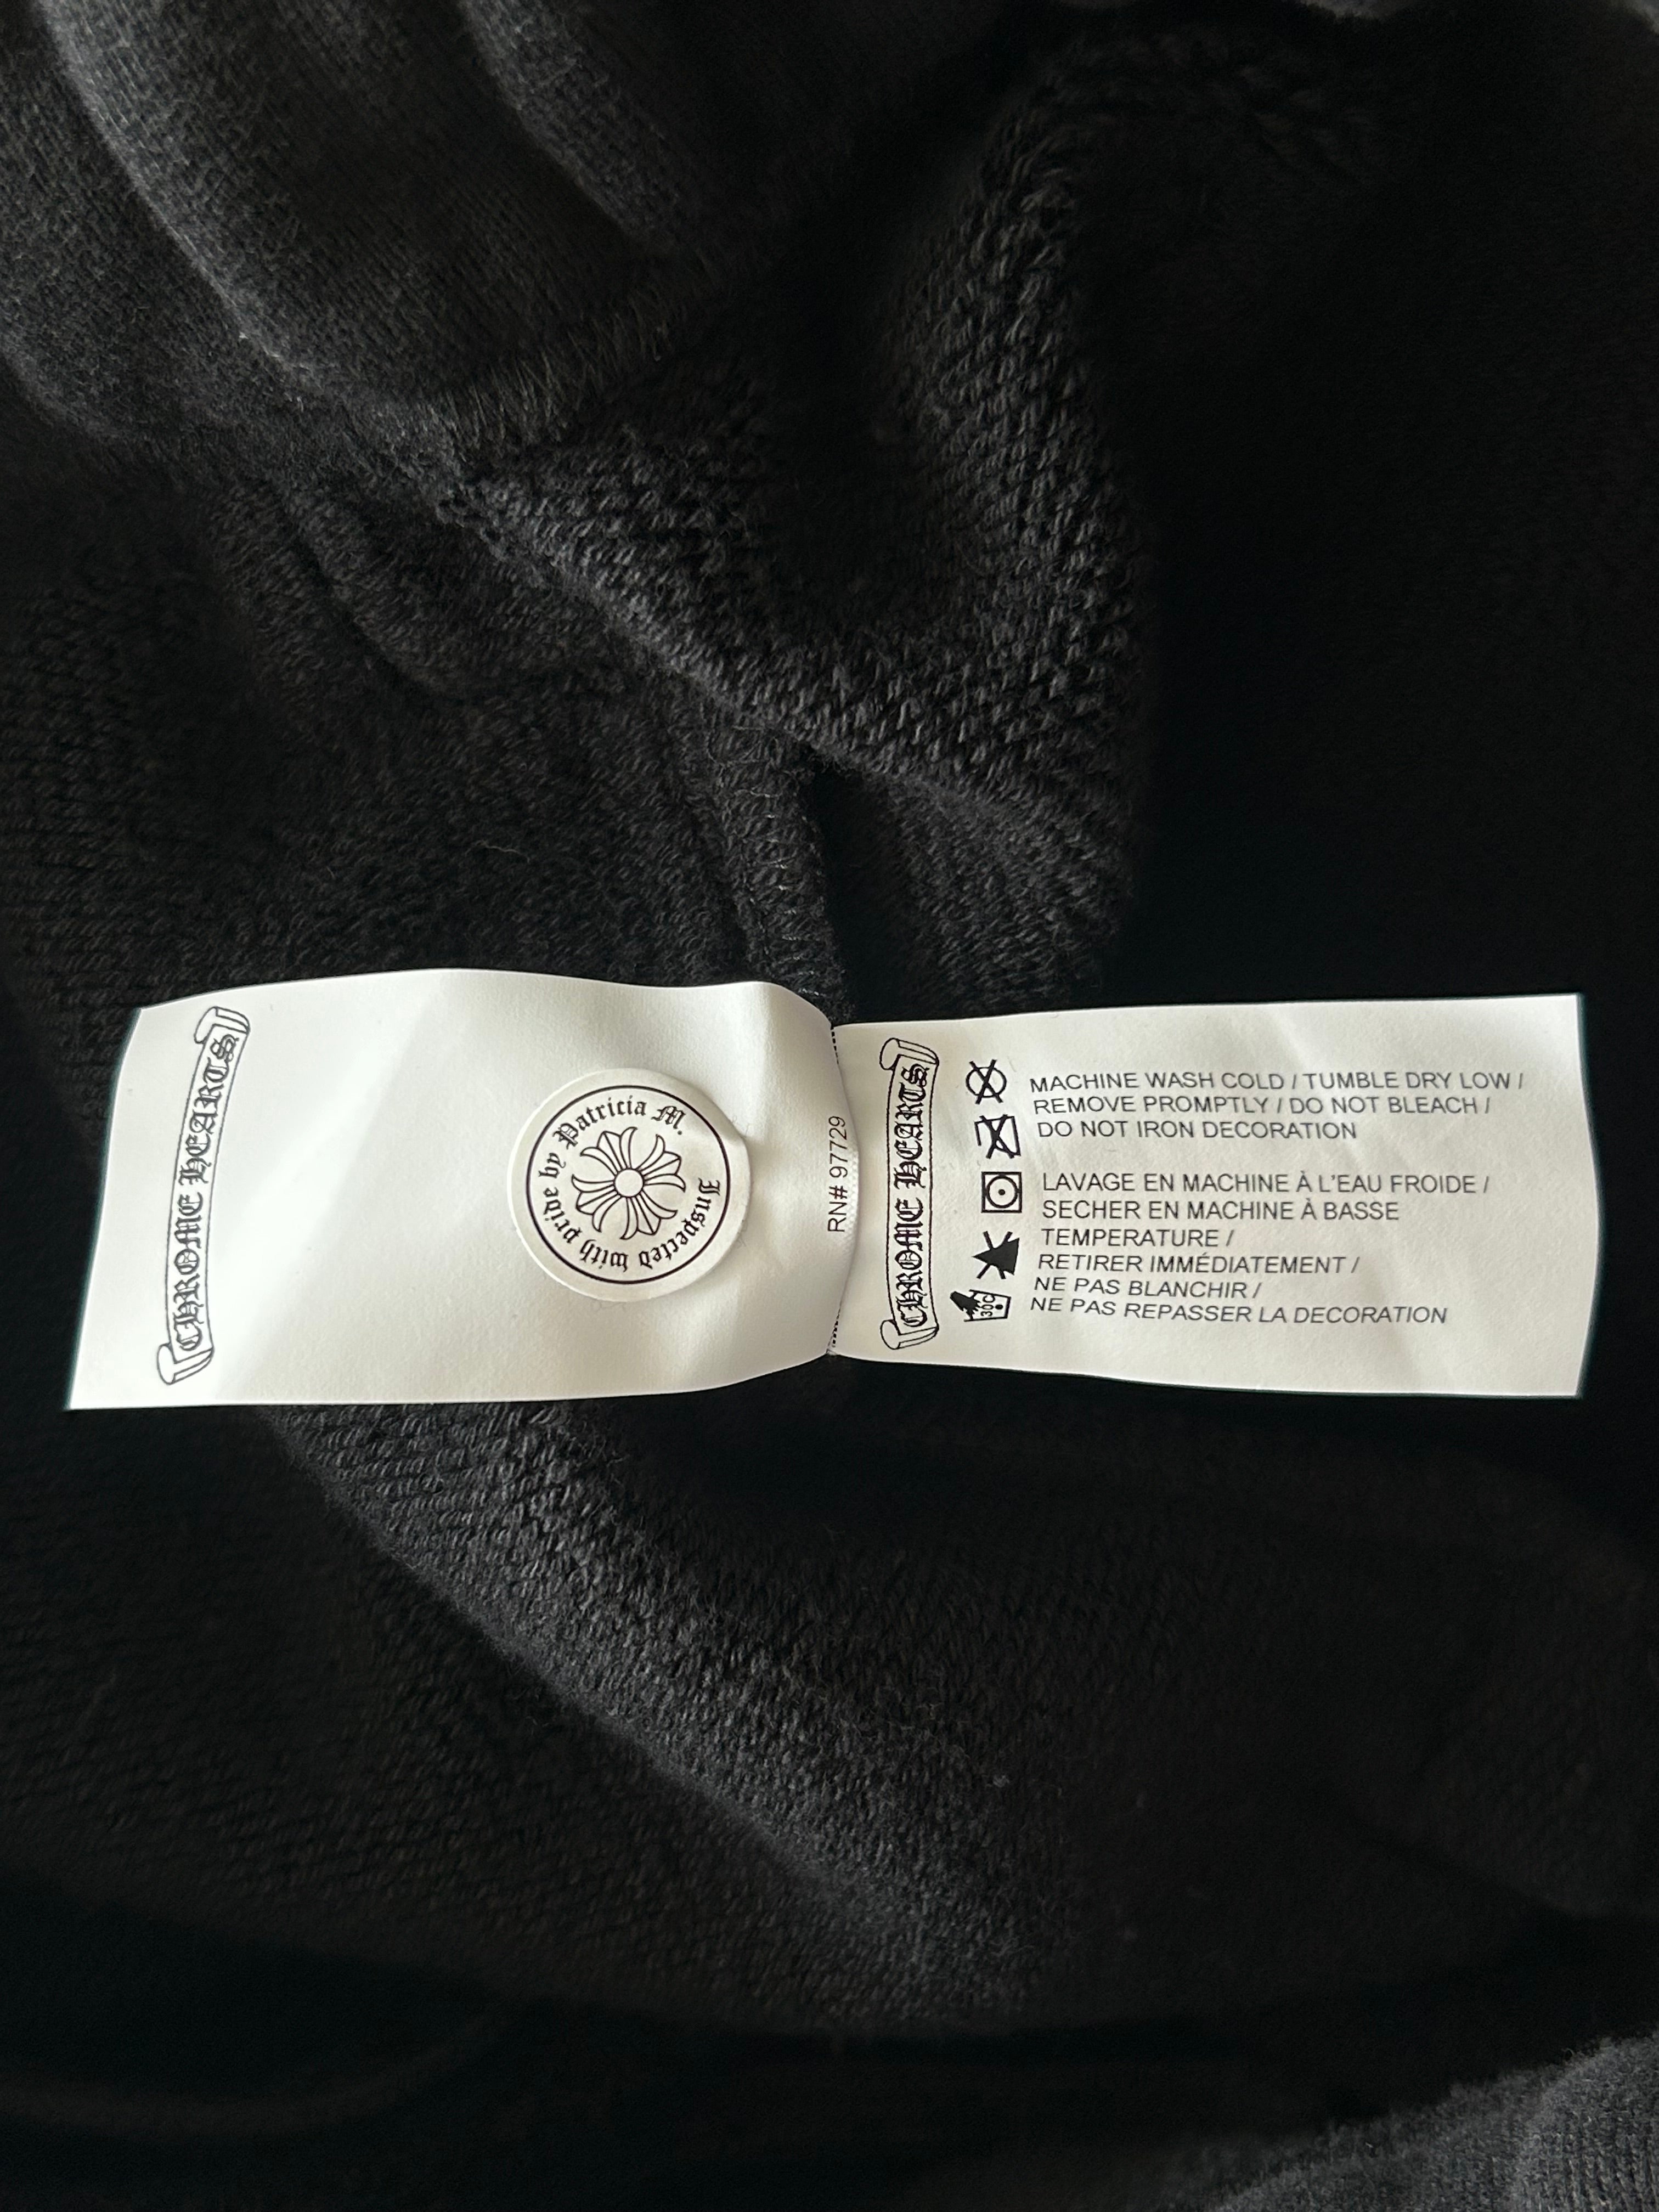 CHROME HEARTS
Inspected with pride by Patricia M.
RN# 97729
CHROME HEARTS
MACHINE WASH COLD / TUMBLE DRY LOW /
REMOVE PROMPTLY / DO NOT BLEACH /
DO NOT IRON DECORATION
LAVAGE EN MACHINE À L'EAU FROIDE /
SECHER EN MACHINE À BASSE
TEMPERATURE /
RETIRER IMMÉDIATEMENT /
NE PAS BLANCHIR /
NE PAS REPASSER LA DECORATION
30C